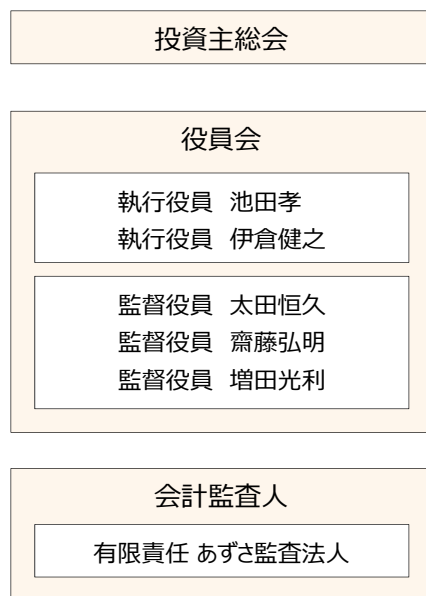 投資主総会
役員会
執行役員 池田孝
執行役員 伊倉健之
監督役員 太田恒久
監督役員 齋藤弘明
監督役員 増田光利
会計監査人
有限責任 あずさ監査法人